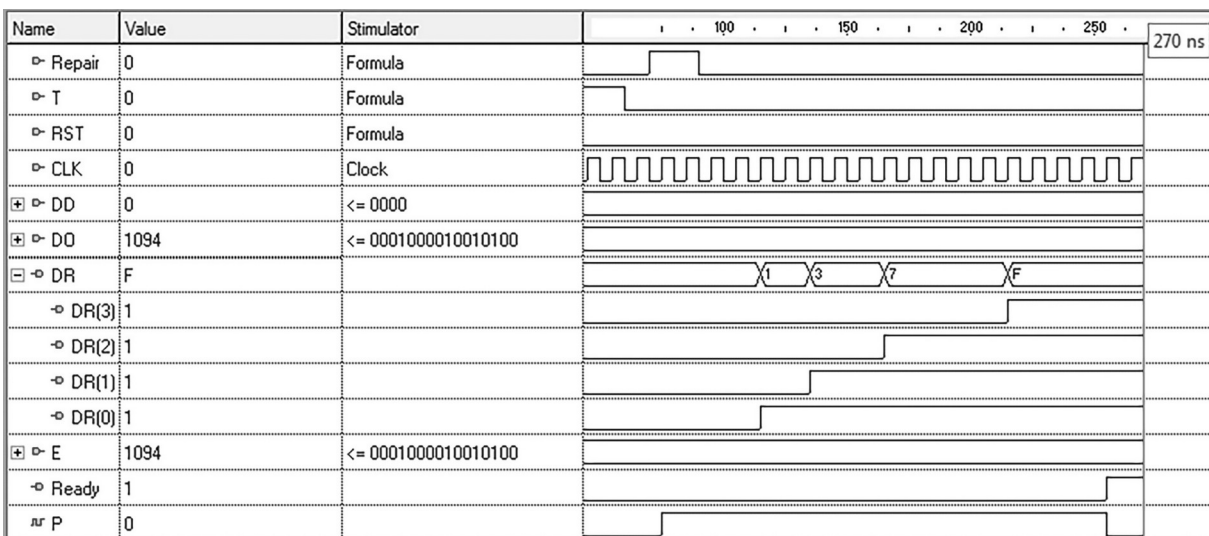 Name Value Stimulator 100 150 200 250 270 ns
Repair 0 Formula
T 0 Formula
RST 0 Formula
CLK 0 Clock
DD 0 <= 0000
DO 1094 <= 0001000010010100
DR F 1 3 7 F
DR(3) 1
DR(2) 1
DR(1) 1
DR(0) 1
E 1094 <= 0001000010010100
Ready 1
P 0